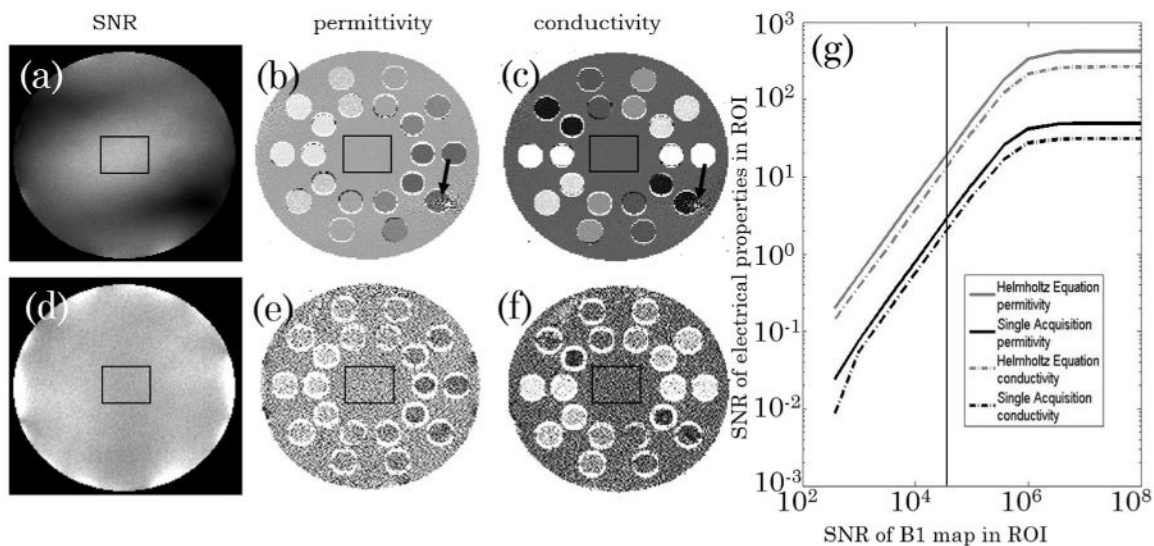 SNR
permittivity
conductivity
(a)
(b)
(c)
(d)
(e)
(f)
(g)
SNR of electrical properties in ROI
10^3
10^2
10^1
10^0
10^-1
10^-2
10^-3
Helmholtz Equation
permitivity
Single Acquisition
permitivity
Helmholtz Equation
conductivity
Single Acquisition
conductivity
10^2
10^4
10^6
10^8
SNR of B1 map in ROI